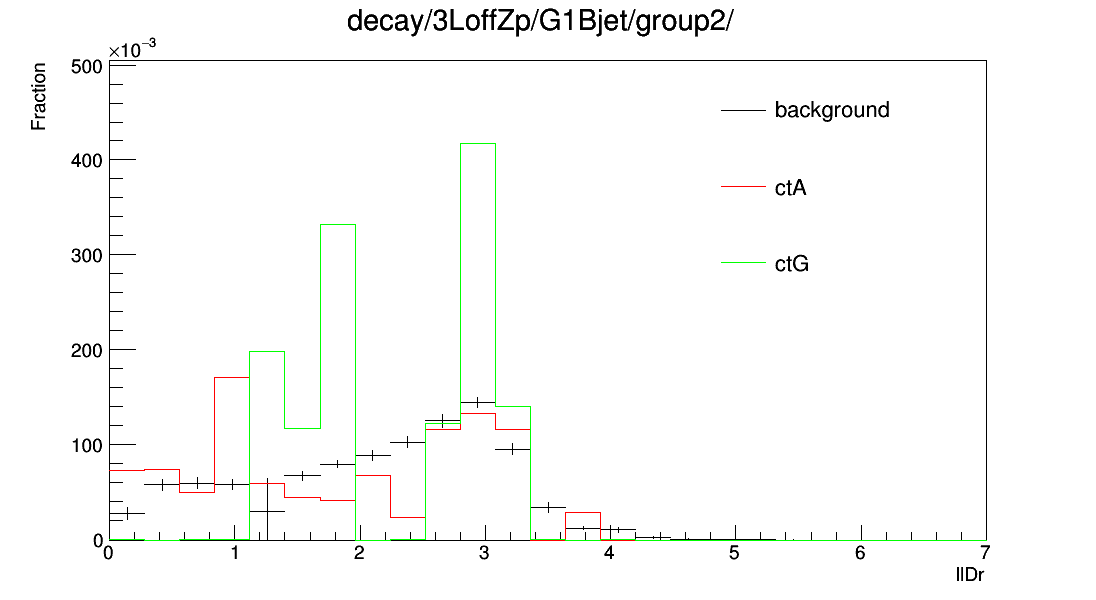 decay/3LoffZp/G1Bjet/group2/
×10⁻³
Fraction
500
400
300
200
100
0
background
ctA
ctG
0 1 2 3 4 5 6 7
llDr